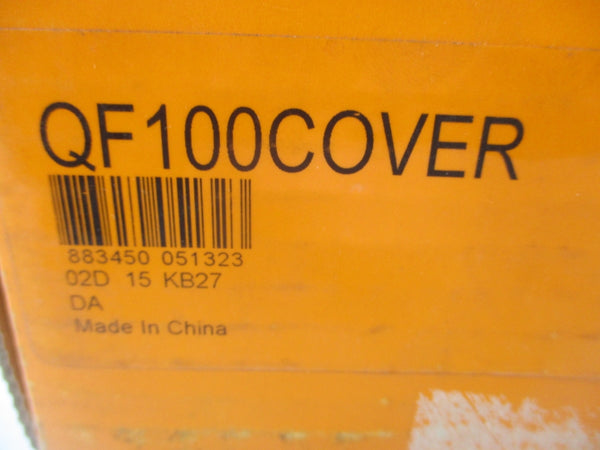 QF100COVER
883450 051323
02D 15 KB27
DA
Made In China